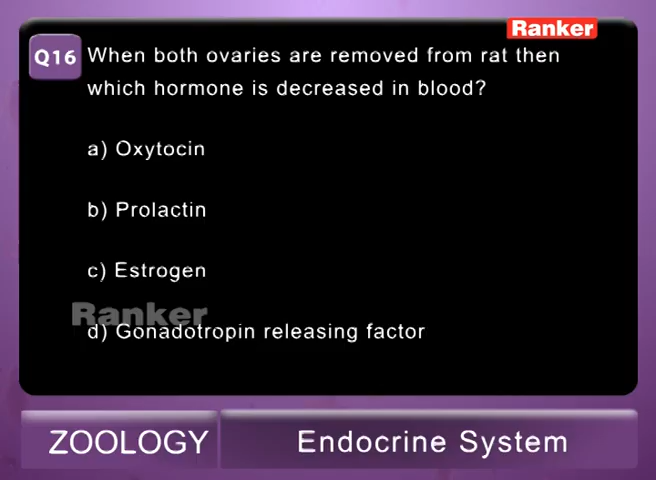 Ranker
Q16 When both ovaries are removed from rat then
which hormone is decreased in blood?
a) Oxytocin
b) Prolactin
c) Estrogen
Ranker
d) Gonadotropin releasing factor
ZOOLOGY Endocrine System